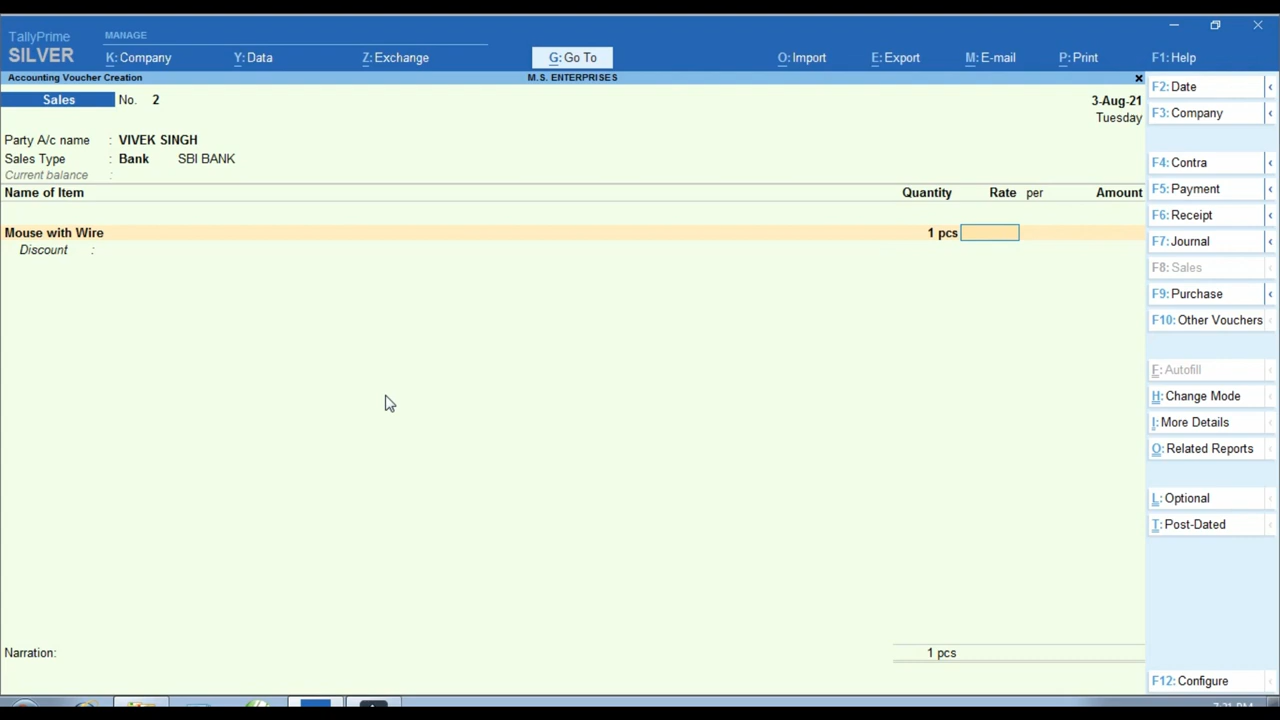 TallyPrime
SILVER
MANAGE
K: Company
Y: Data
Z: Exchange
G: Go To
O: Import
E: Export
M: E-mail
P: Print
F1: Help
Accounting Voucher Creation
M.S. ENTERPRISES
Sales No. 2
3-Aug-21
Tuesday
Party A/c name : VIVEK SINGH
Sales Type : Bank SBI BANK
Current balance :
Name of Item Quantity Rate per Amount
Mouse with Wire 1 pcs
Discount :
Narration: 1 pcs
F2: Date
F3: Company
F4: Contra
F5: Payment
F6: Receipt
F7: Journal
F8: Sales
F9: Purchase
F10: Other Vouchers
F: Autofill
H: Change Mode
I: More Details
O: Related Reports
L: Optional
T: Post-Dated
F12: Configure